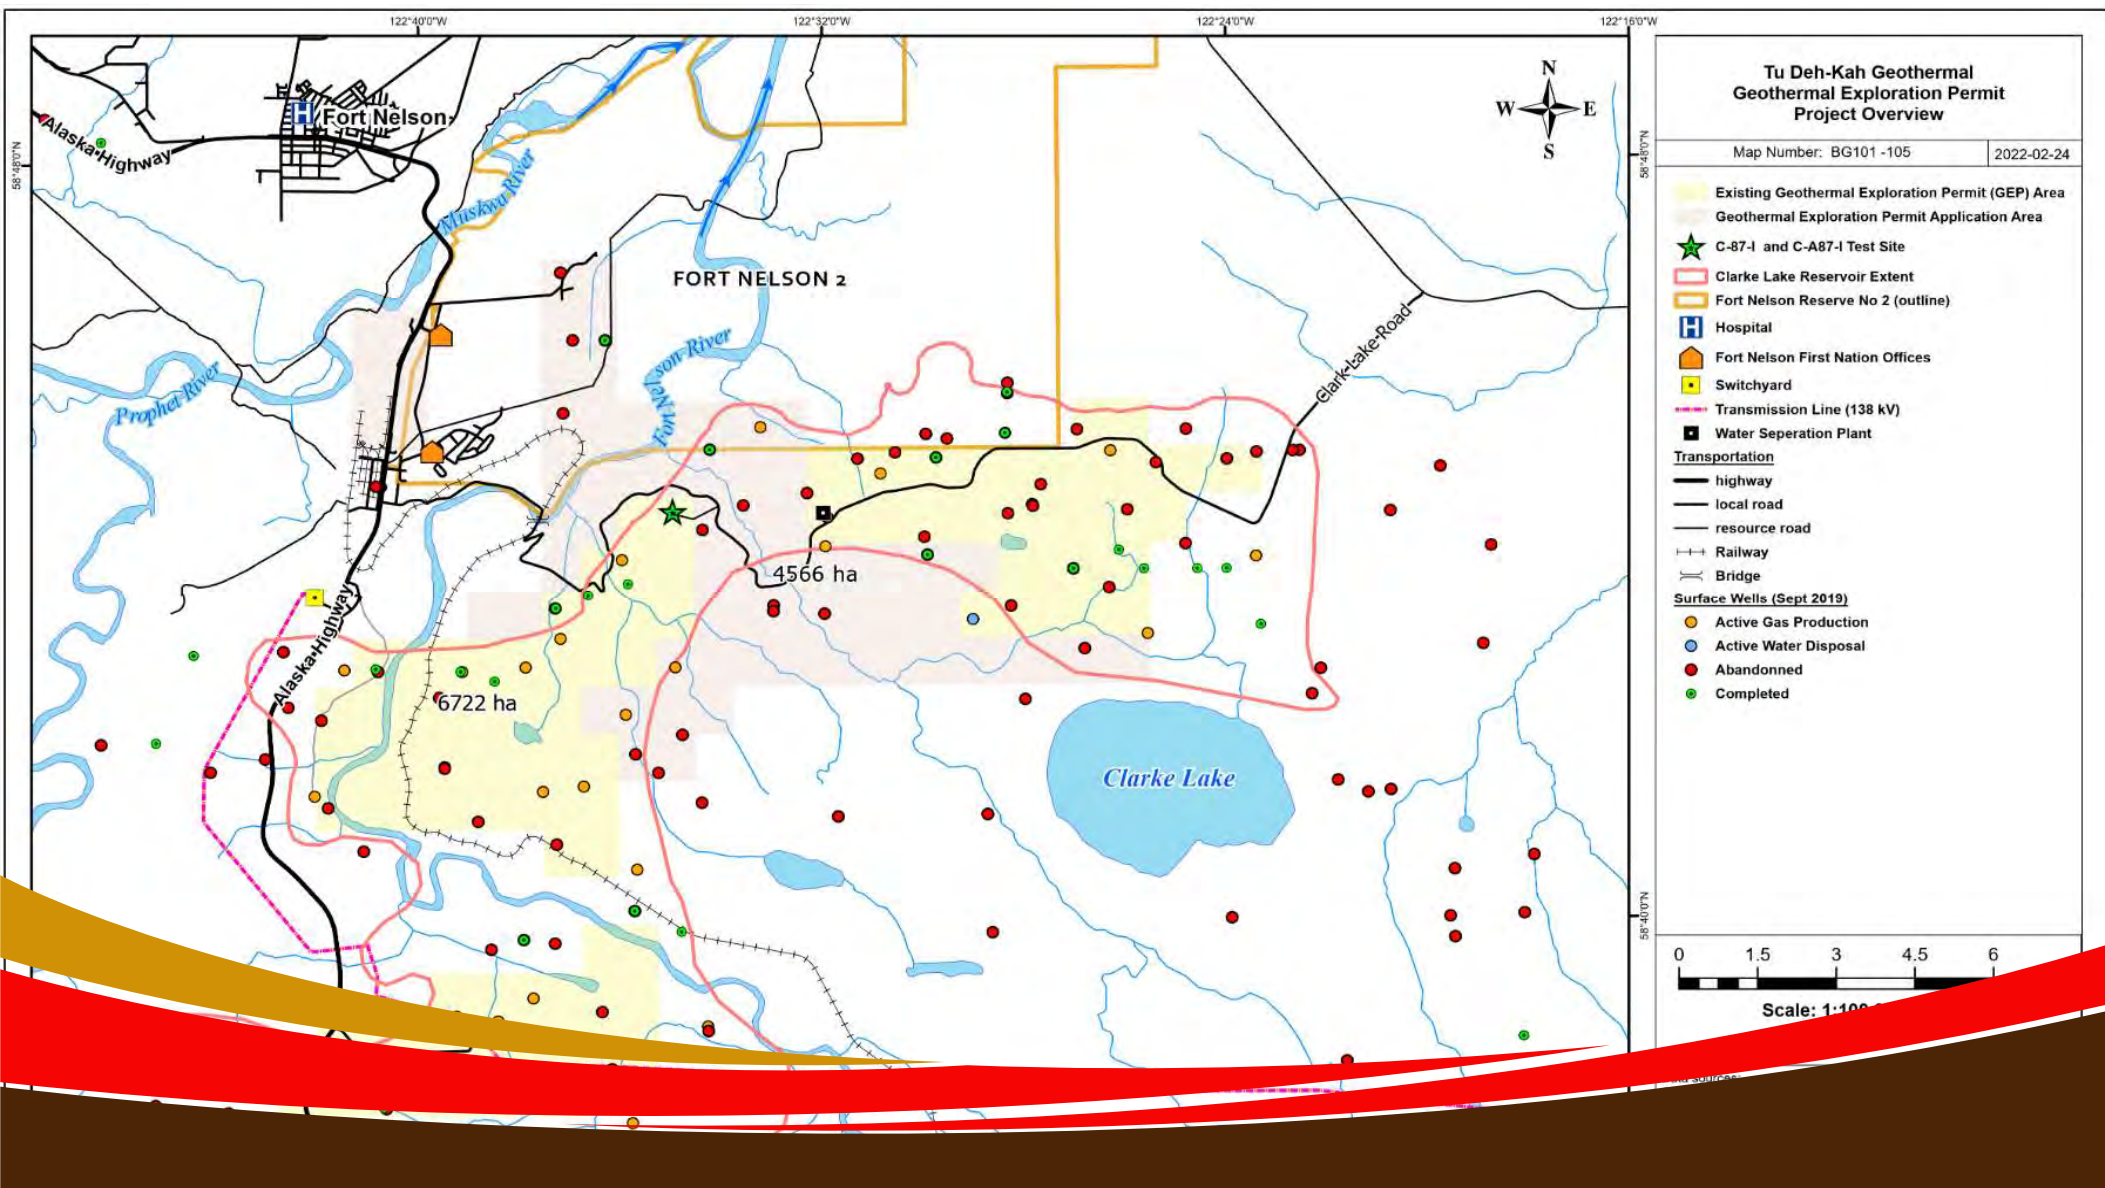 122°40'0"W
122°32'0"W
122°24'0"W
122°16'0"W
58°48'0"N
58°48'0"N
58°40'0"N
Fort Nelson
Alaska Highway
Muskwa River
FORT NELSON 2
Fort Nelson River
Prophet River
Clark Lake Road
4566 ha
Alaska Highway
6722 ha
Clarke Lake
N
W E
S
Tu Deh-Kah Geothermal
Geothermal Exploration Permit
Project Overview
Map Number: BG101 -105
2022-02-24
Existing Geothermal Exploration Permit (GEP) Area
Geothermal Exploration Permit Application Area
C-87-I and C-A87-I Test Site
Clarke Lake Reservoir Extent
Fort Nelson Reserve No 2 (outline)
H Hospital
Fort Nelson First Nation Offices
Switchyard
Transmission Line (138 kV)
Water Seperation Plant
Transportation
highway
local road
resource road
Railway
Bridge
Surface Wells (Sept 2019)
Active Gas Production
Active Water Disposal
Abandonned
Completed
0 1.5 3 4.5 6
Scale: